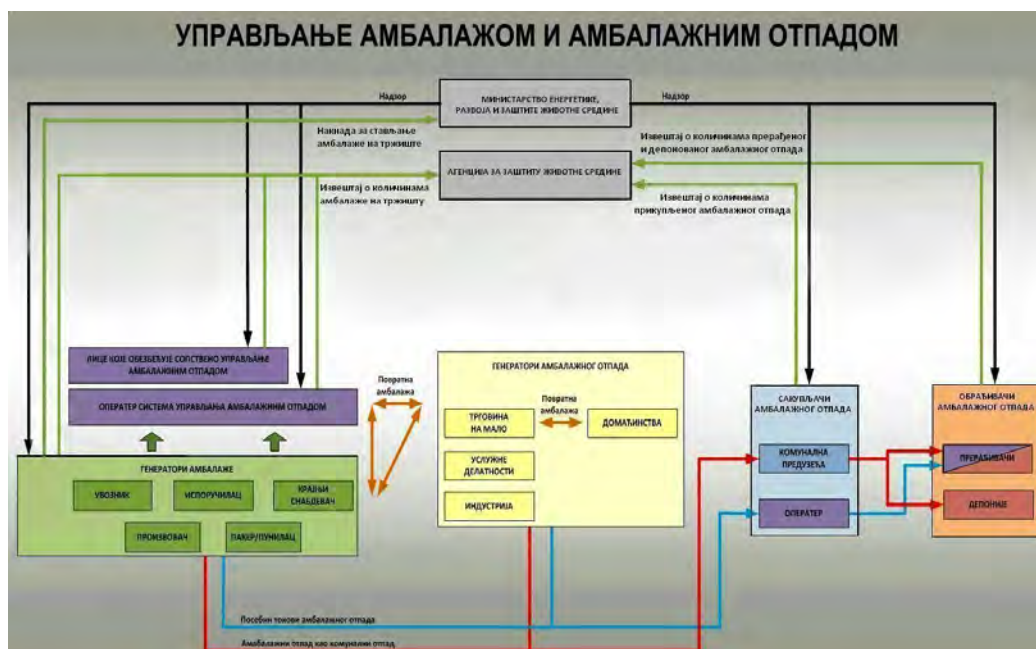 УПРАВЉАЊЕ АМБАЛАЖОМ И АМБАЛАЖНИМ ОТПАДОМ
Надзор
МИНИСТАРСТВО ЕНЕРГЕТИКЕ,
РАЗВОЈА И ЗАШТИТЕ ЖИВОТНЕ СРЕДИНЕ
Надзор
Накнада за стављање
амбалаже на тржиште
Извештај о количинама прерађеног
и депонованог амбалажног отпада
АГЕНЦИЈА ЗА ЗАШТИТУ ЖИВОТНЕ СРЕДИНЕ
Извештај о количинама
амбалаже на тржишту
Извештај о количинама
прикупљеног амбалажног отпада
ЛИЦЕ КОЈЕ ОБЕЗБЕЂУЈЕ СОПСТВЕНО УПРАВЉАЊЕ
АМБАЛАЖНИМ ОТПАДОМ
ОПЕРАТЕР СИСТЕМА УПРАВЉАЊА АМБАЛАЖНИМ ОТПАДОМ
ГЕНЕРАТОРИ АМБАЛАЖЕ
УВОЗНИК
ИСПОРУЧИЛАЦ
КРАЈЊИ
СНАБДЕВАЧ
ПРОИЗВОЂАЧ
ПАКЕР/ПУНИЛАЦ
Повратна
амбалажа
ГЕНЕРАТОРИ АМБАЛАЖНОГ ОТПАДА
ТРГОВИНА
НА МАЛО
Повратна
амбалажа
ДОМАЋИНСТВА
УСЛУЖНЕ
ДЕЛАТНОСТИ
ИНДУСТРИЈА
САКУПЉАЧИ
АМБАЛАЖНОГ ОТПАДА
КОМУНАЛНА
ПРЕДУЗЕЋА
ОПЕРАТЕР
ОБРАЂИВАЧИ
АМБАЛАЖНОГ ОТПАДА
ПРЕРАЂИВАЧИ
ДЕПОНИЈЕ
Посебни токови амбалажног отпада
Амабалажни отпад као комунални отпад